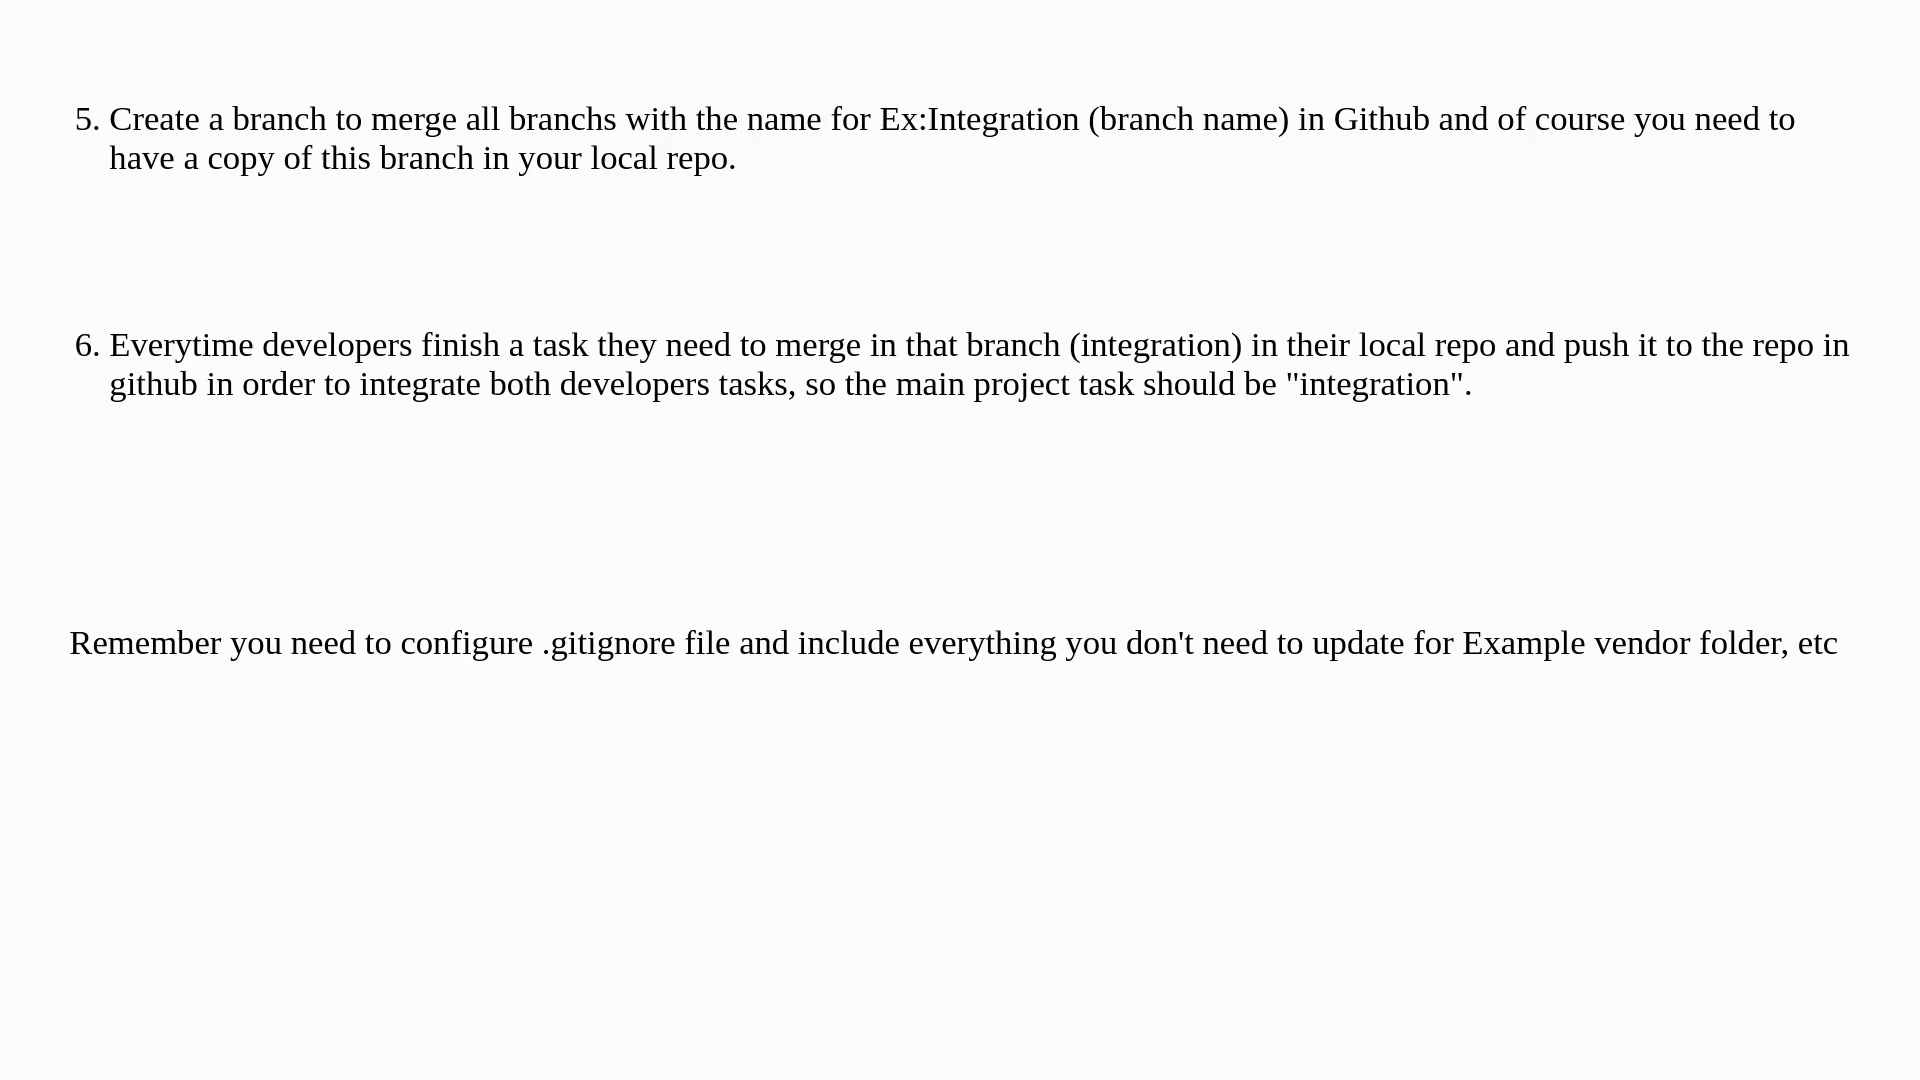 5. Create a branch to merge all branchs with the name for Ex:Integration (branch name) in Github and of course you need to
have a copy of this branch in your local repo.
6. Everytime developers finish a task they need to merge in that branch (integration) in their local repo and push it to the repo in
github in order to integrate both developers tasks, so the main project task should be "integration".
Remember you need to configure .gitignore file and include everything you don't need to update for Example vendor folder, etc